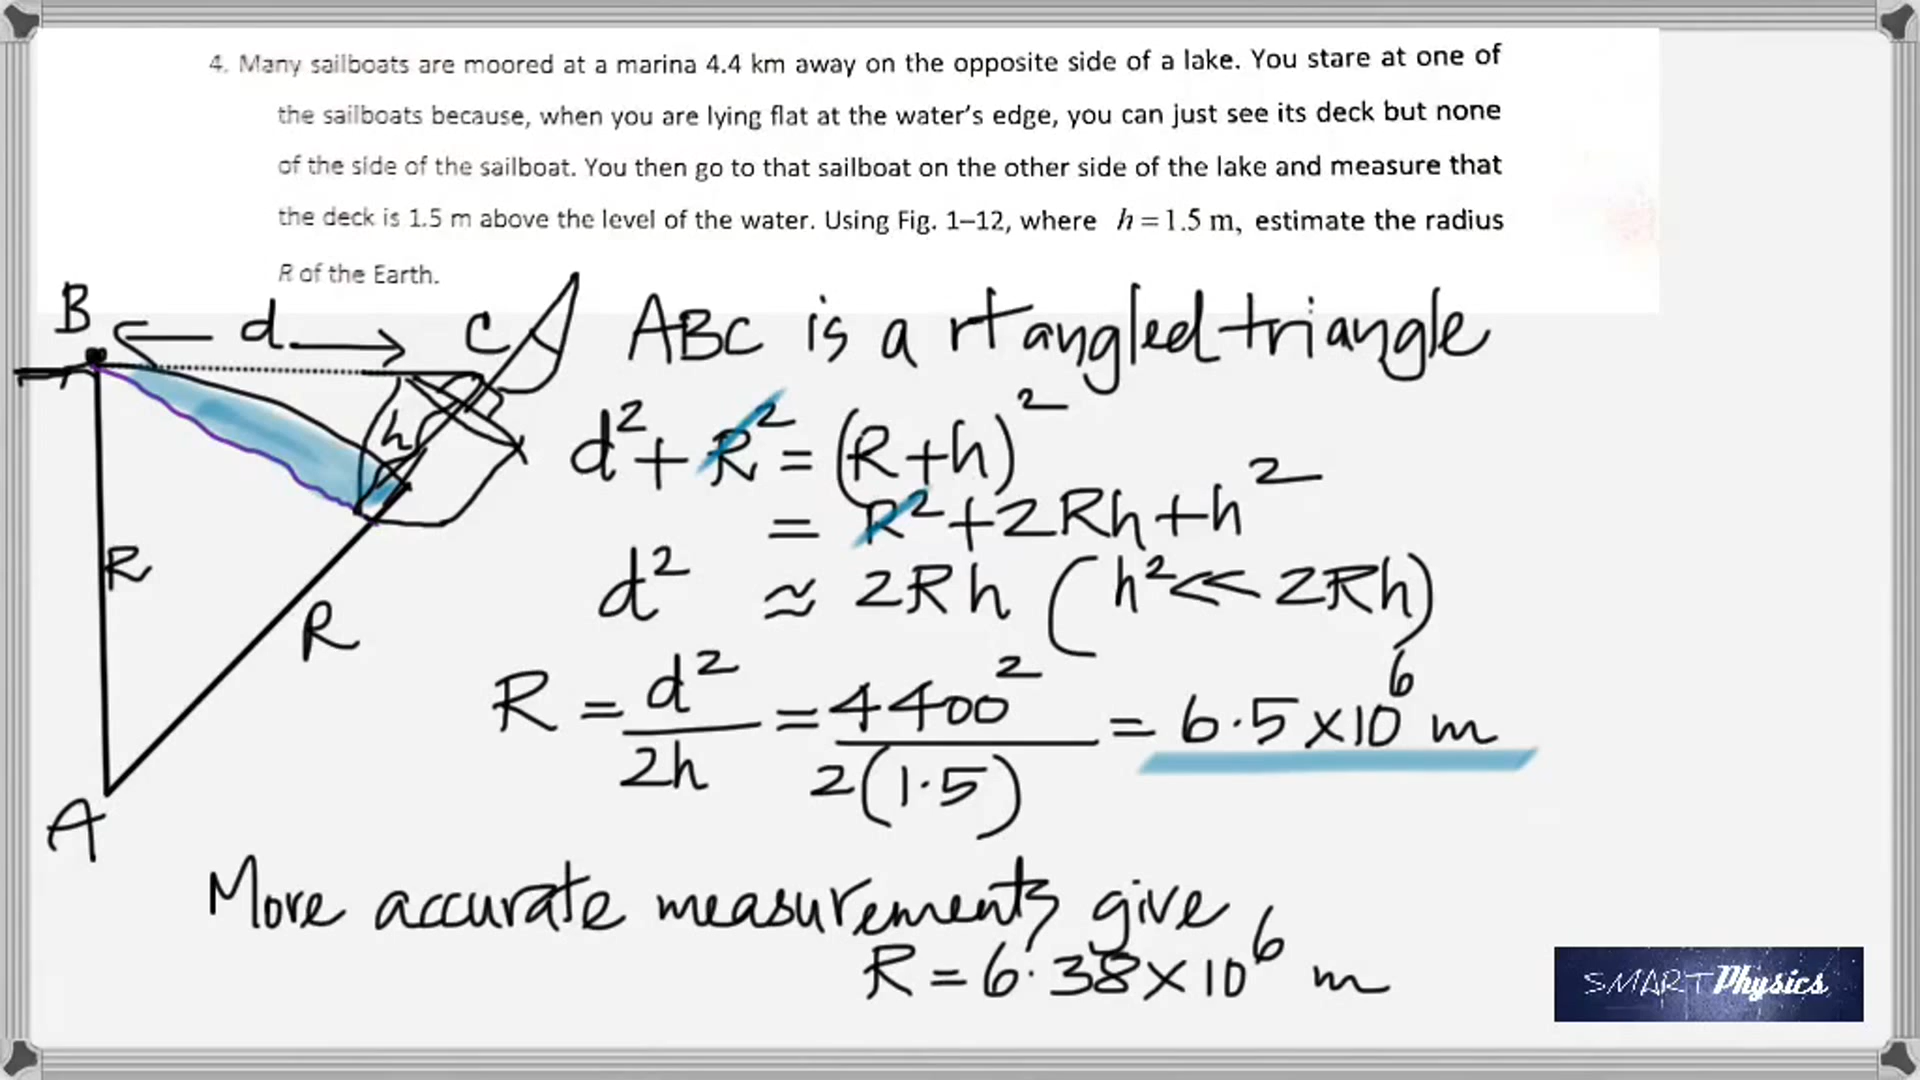 4. Many sailboats are moored at a marina 4.4 km away on the opposite side of a lake. You stare at one of
the sailboats because, when you are lying flat at the water's edge, you can just see its deck but none
of the side of the sailboat. You then go to that sailboat on the other side of the lake and measure that
the deck is 1.5 m above the level of the water. Using Fig. 1–12, where h = 1.5 m, estimate the radius
R of the Earth.
B
d
C
h
R
R
A
ABC is a rt angled triangle
d² + R² = (R+h)²
= R² + 2Rh + h²
d² ≈ 2Rh (h² << 2Rh)
R = d²/2h = 4400²/2(1.5) = 6.5 × 10⁶ m
More accurate measurements give
R = 6.38 × 10⁶ m
SMART Physics